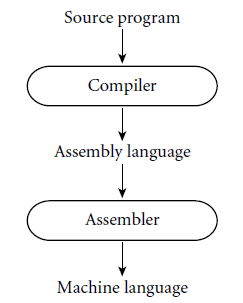 Source program
Compiler
Assembly language
Assembler
Machine language